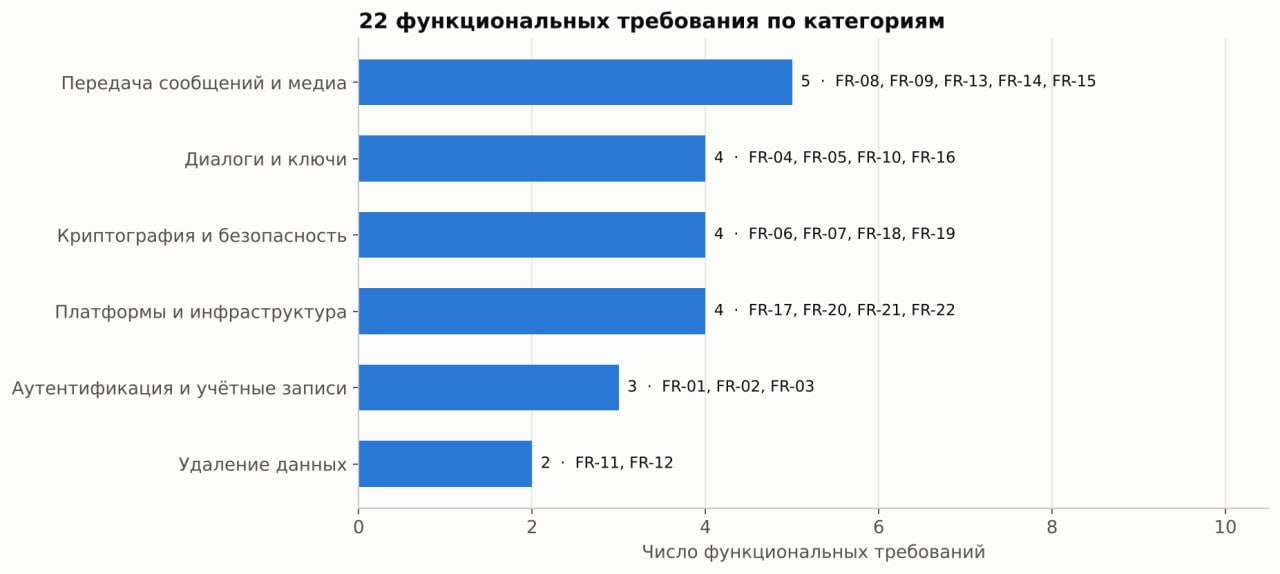 22 функциональных требования по категориям
Передача сообщений и медиа
5 · FR-08, FR-09, FR-13, FR-14, FR-15
Диалоги и ключи
4 · FR-04, FR-05, FR-10, FR-16
Криптография и безопасность
4 · FR-06, FR-07, FR-18, FR-19
Платформы и инфраструктура
4 · FR-17, FR-20, FR-21, FR-22
Аутентификация и учётные записи
3 · FR-01, FR-02, FR-03
Удаление данных
2 · FR-11, FR-12
0 2 4 6 8 10
Число функциональных требований